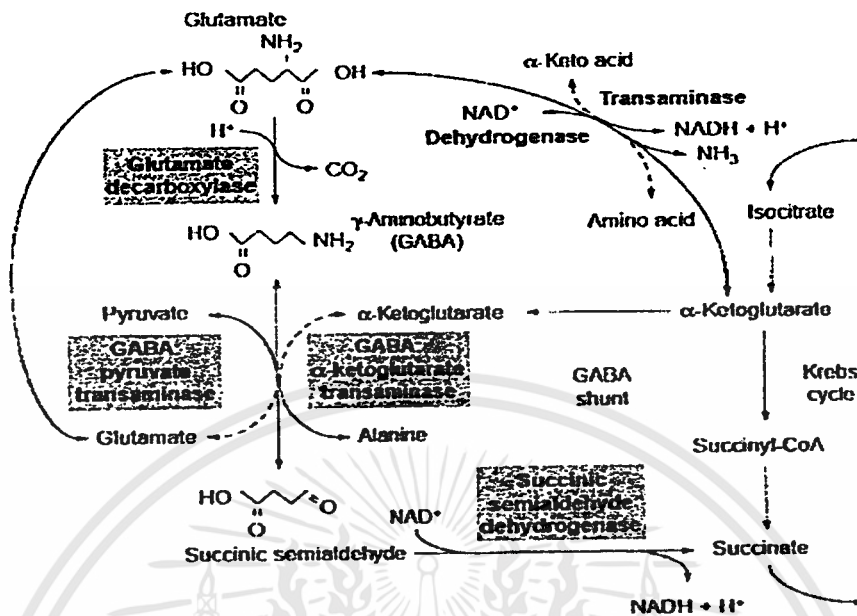 Glutamate
NH₂
HO
OH
O
O
α-Keto acid
Transaminase
NAD⁺
Dehydrogenase
NADH + H⁺
NH₃
H⁺
CO₂
Glutamate
decarboxylase
Amino acid
Isocitrate
γ-Aminobutyrate
(GABA)
HO
NH₂
O
Pyruvate
α-Ketoglutarate
α-Ketoglutarate
GABA
pyruvate
transaminase
GABA
α-ketoglutarate
transaminase
GABA
shunt
Krebs
cycle
Glutamate
Alanine
Succinyl-CoA
HO
O
O
Succinic
semialdehyde
dehydrogenase
NAD⁺
Succinic semialdehyde
Succinate
NADH + H⁺